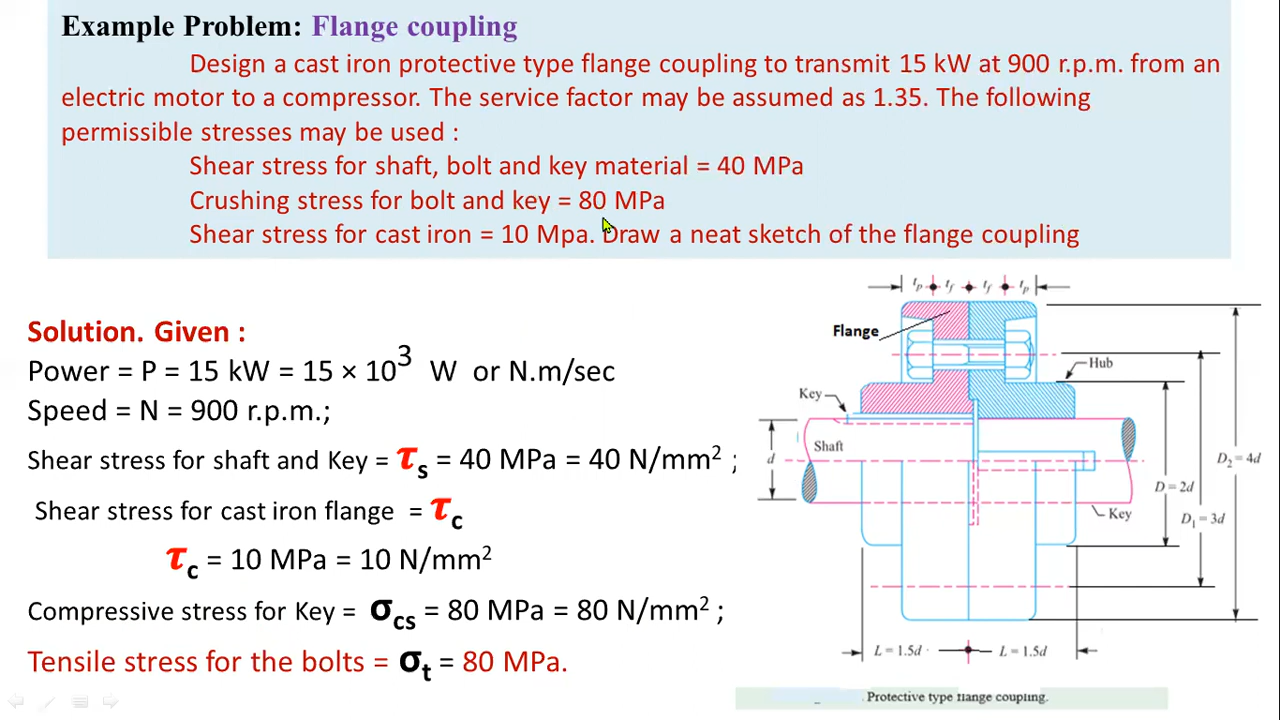 Example Problem: Flange coupling
Design a cast iron protective type flange coupling to transmit 15 kW at 900 r.p.m. from an
electric motor to a compressor. The service factor may be assumed as 1.35. The following
permissible stresses may be used :
Shear stress for shaft, bolt and key material = 40 MPa
Crushing stress for bolt and key = 80 MPa
Shear stress for cast iron = 10 Mpa. Draw a neat sketch of the flange coupling
Solution. Given :
Power = P = 15 kW = 15 × 10³ W or N.m/sec
Speed = N = 900 r.p.m.;
Shear stress for shaft and Key = τs = 40 MPa = 40 N/mm² ;
Shear stress for cast iron flange = τc
τc = 10 MPa = 10 N/mm²
Compressive stress for Key = σcs = 80 MPa = 80 N/mm² ;
Tensile stress for the bolts = σt = 80 MPa.
tp tf tf tp
Flange
Hub
Key
Shaft
d
D₂ = 4d
D = 2d
D₁ = 3d
Key
L = 1.5d L = 1.5d
Protective type flange coupling.